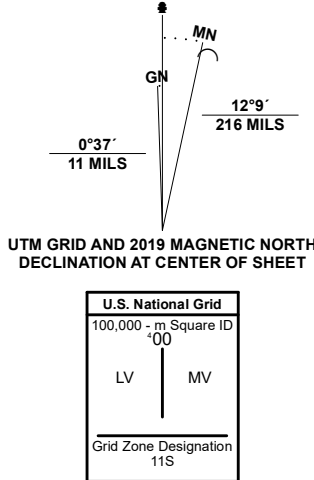 MN
GN
12°9´
216 MILS
0°37´
11 MILS
UTM GRID AND 2019 MAGNETIC NORTH
DECLINATION AT CENTER OF SHEET
U.S. National Grid
100,000 - m Square ID
⁴00
LV MV
Grid Zone Designation
11S